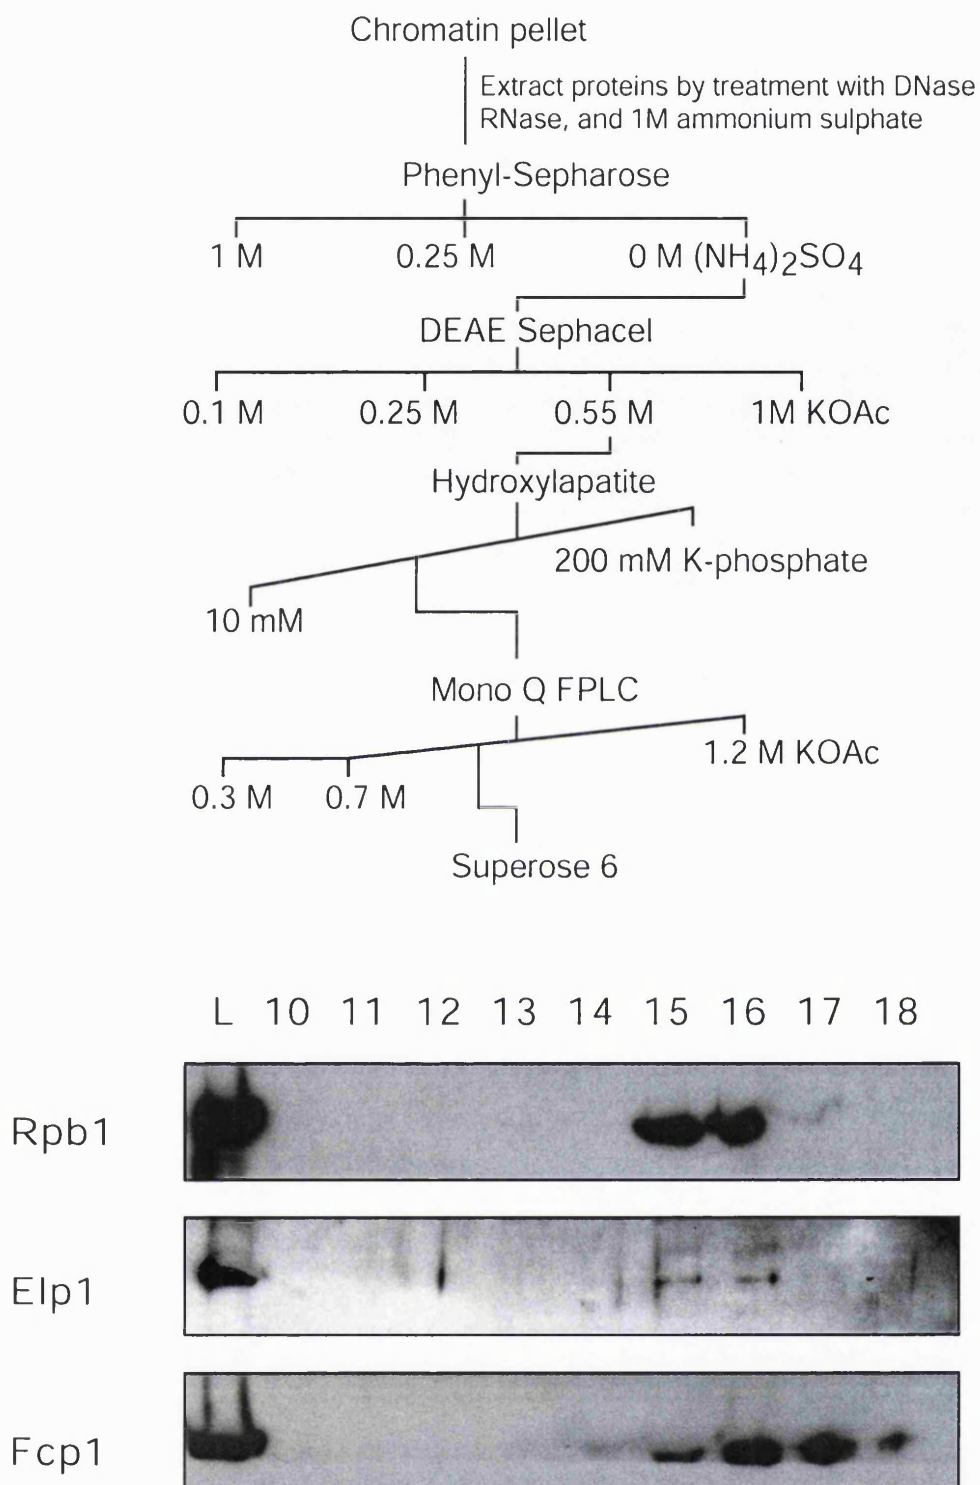 Chromatin pellet
Extract proteins by treatment with DNase
RNase, and 1M ammonium sulphate
Phenyl-Sepharose
1 M 0.25 M 0 M (NH4)2SO4
DEAE Sephacel
0.1 M 0.25 M 0.55 M 1M KOAc
Hydroxylapatite
200 mM K-phosphate
10 mM
Mono Q FPLC
1.2 M KOAc
0.3 M 0.7 M
Superose 6
L 10 11 12 13 14 15 16 17 18
Rpb1
Elp1
Fcp1